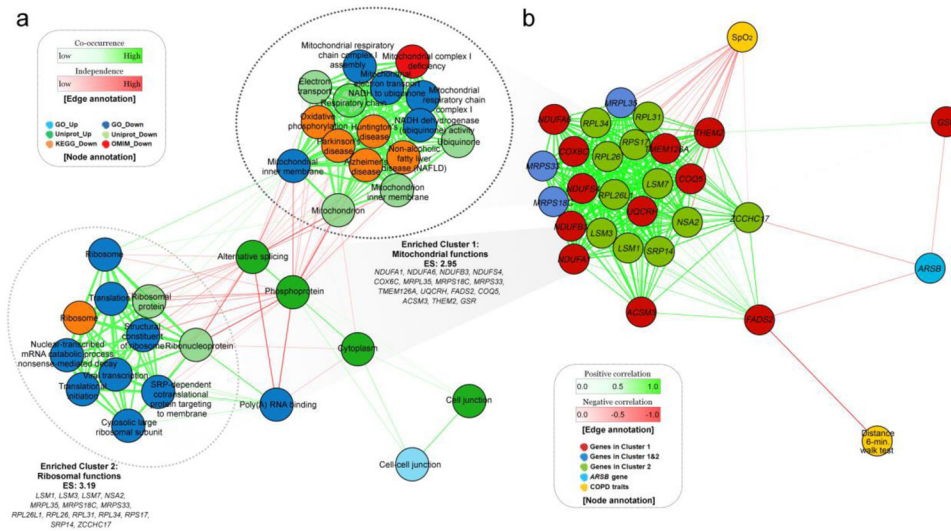 a
Co-occurrence
low High
Independence
low High
[Edge annotation]
GO_Up GO_Down
Uniprot_Up Uniprot_Down
KEGG_Down OMIM_Down
[Node annotation]
Mitochondrial respiratory
chain complex I
assembly
Mitochondrial complex I
deficiency
Electron
transport
Mitochondrial
electron transport
NADH to ubiquinone
Respiratory chain
Mitochondrial respiratory
chain complex I
Oxidative
phosphorylation
Huntington's
disease
NADH dehydrogenase
(ubiquinone) activity
Ubiquinone
Parkinson's
disease
Alzheimer's
disease
Non-alcoholic
fatty liver
disease (NAFLD)
Mitochondrial
inner membrane
Mitochondrion
inner membrane
Mitochondrion
Enriched Cluster 1:
Mitochondrial functions
ES: 2.95
NDUFA1, NDUFA6, NDUFB3, NDUFS4,
COX6C, MRPL35, MRPS18C, MRPS33,
TMEM126A, UQCRH, FADS2, COQ5,
ACSM3, THEM2, GSR
Alternative splicing
Phosphoprotein
Cytoplasm
Cell junction
Cell-cell junction
Poly(A) RNA binding
Ribosome
Translation
Ribosomal
protein
Ribosome
Structural
constituent
of ribosome
Ribonucleoprotein
Nuclear-transcribed
mRNA catabolic process
nonsense-mediated decay
Viral transcription
Translational
initiation
SRP-dependent
cotranslational
protein targeting
to membrane
Cytosolic large
ribosomal subunit
Enriched Cluster 2:
Ribosomal functions
ES: 3.19
LSM1, LSM3, LSM7, NSA2,
MRPL35, MRPS18C, MRPS33,
RPL26L1, RPL26, RPL31, RPL34, RPS17,
SRP14, ZCCHC17
b
SpO2
MRPL35
NDUFA6
RPL34
RPL31
THEM2
GSR
COX6C
RPS17
TMEM126A
RPL26
MRPS33
NDUFS4
LSM7
COQ5
MRPS18C
RPL26L1
UQCRH
NSA2
ZCCHC17
NDUFB3
LSM3
NDUFA1
LSM1
SRP14
ARSB
ACSM3
FADS2
Distance
6-min.
walk test
Positive correlation
0.0 0.5 1.0
Negative correlation
0.0 -0.5 -1.0
[Edge annotation]
Genes in Cluster 1
Genes in Cluster 1&2
Genes in Cluster 2
ARSB gene
COPD traits
[Node annotation]